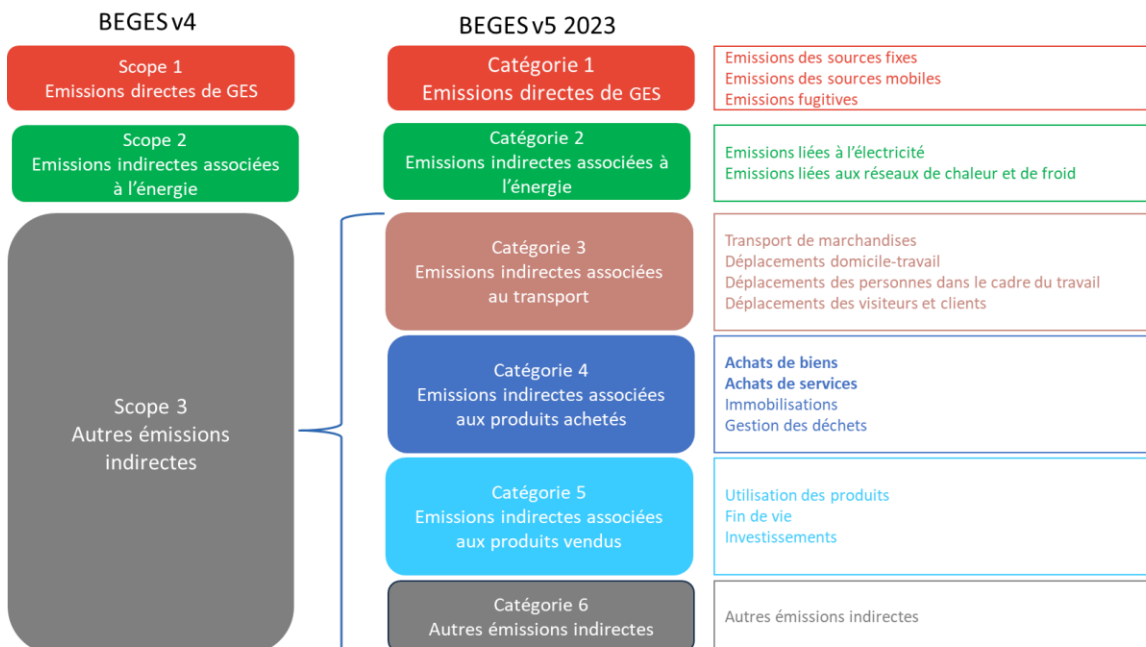 BEGES v4
BEGES v5 2023
Scope 1
Emissions directes de GES
Catégorie 1
Emissions directes de GES
Emissions des sources fixes
Emissions des sources mobiles
Emissions fugitives
Scope 2
Emissions indirectes associées
à l’énergie
Catégorie 2
Emissions indirectes associées à
l’énergie
Emissions liées à l’électricité
Emissions liées aux réseaux de chaleur et de froid
Scope 3
Autres émissions
indirectes
Catégorie 3
Emissions indirectes associées
au transport
Transport de marchandises
Déplacements domicile-travail
Déplacements des personnes dans le cadre du travail
Déplacements des visiteurs et clients
Catégorie 4
Emissions indirectes associées
aux produits achetés
Achats de biens
Achats de services
Immobilisations
Gestion des déchets
Catégorie 5
Emissions indirectes associées
aux produits vendus
Utilisation des produits
Fin de vie
Investissements
Catégorie 6
Autres émissions indirectes
Autres émissions indirectes